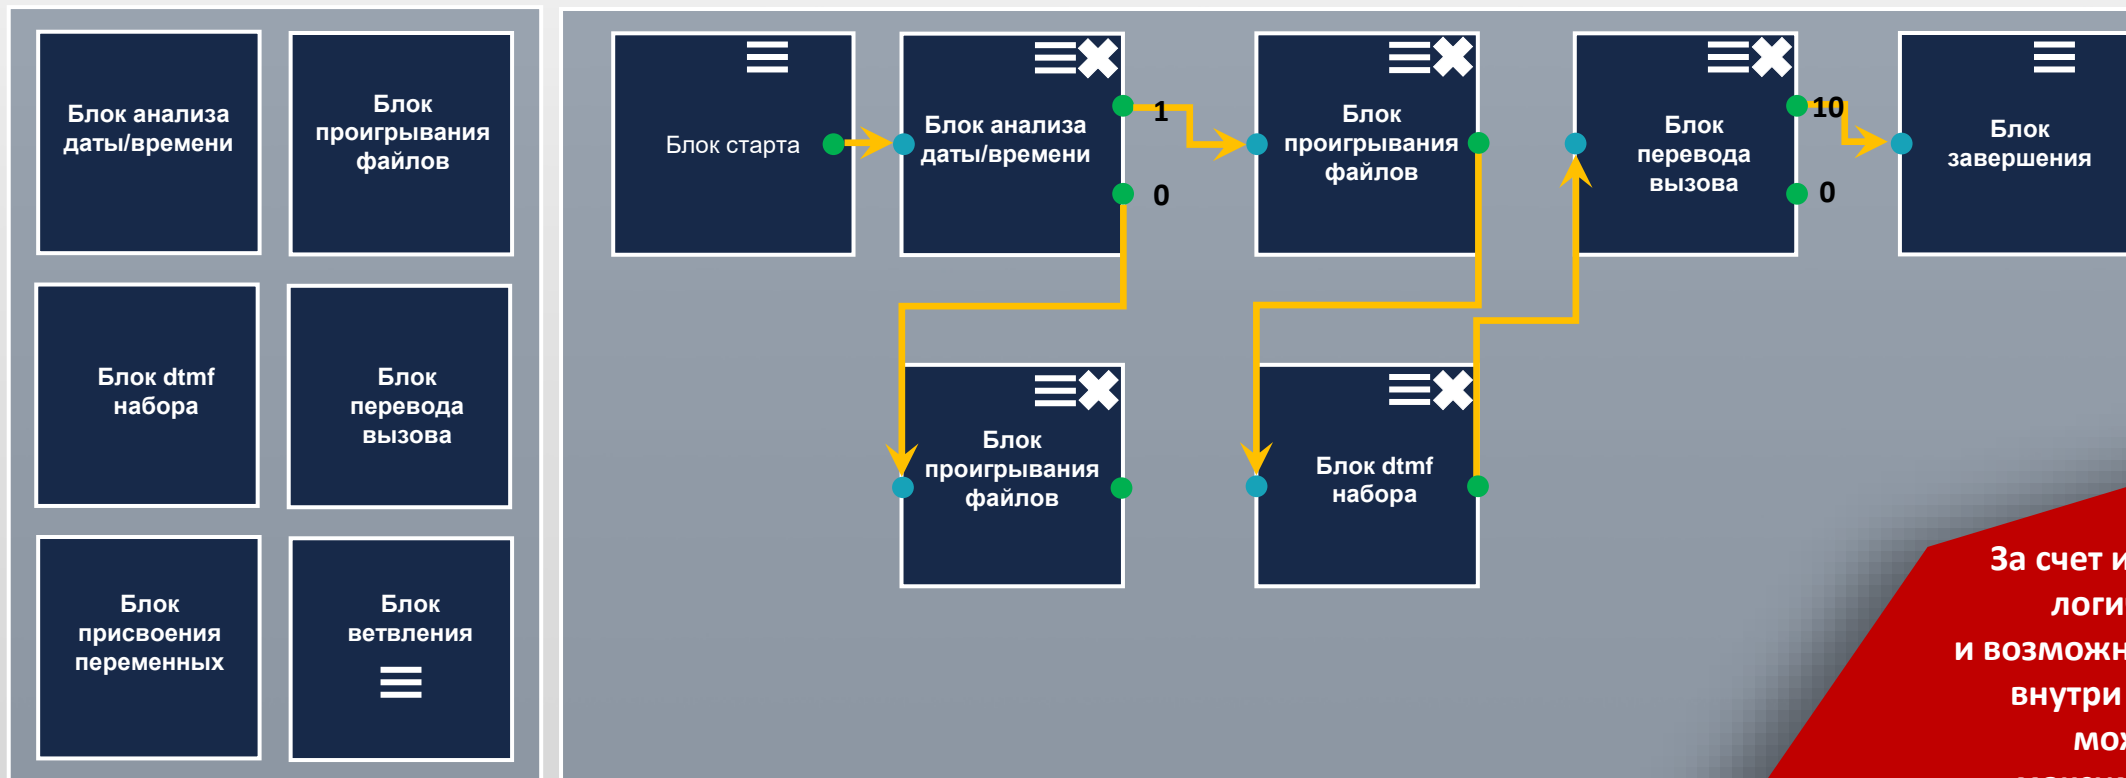 Блок анализа
даты/времени
Блок
проигрывания
файлов
Блок dtmf
набора
Блок
перевода
вызова
Блок
присвоения
переменных
Блок
ветвления
Блок старта
Блок анализа
даты/времени
1
0
Блок
проигрывания
файлов
Блок
перевода
вызова
10
0
Блок
завершения
Блок
проигрывания
файлов
Блок dtmf
набора
За счет и
логи
и возможн
внутри
мож